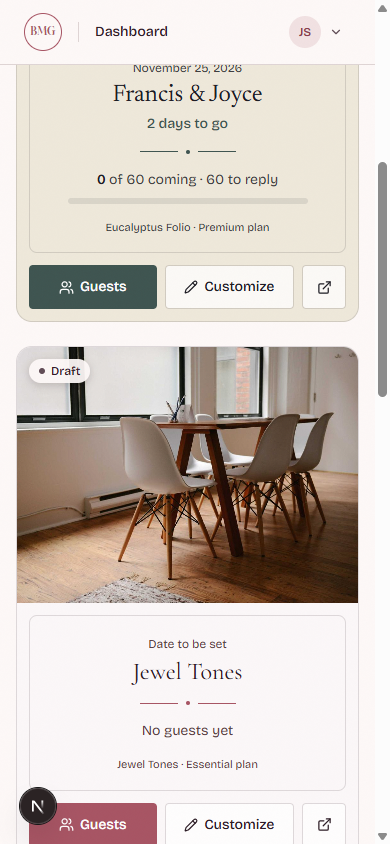 BMG
Dashboard
JS
November 25, 2026
Francis & Joyce
2 days to go
0 of 60 coming · 60 to reply
Eucalyptus Folio · Premium plan
Guests
Customize
Draft
Date to be set
Jewel Tones
No guests yet
Jewel Tones · Essential plan
N
Guests
Customize